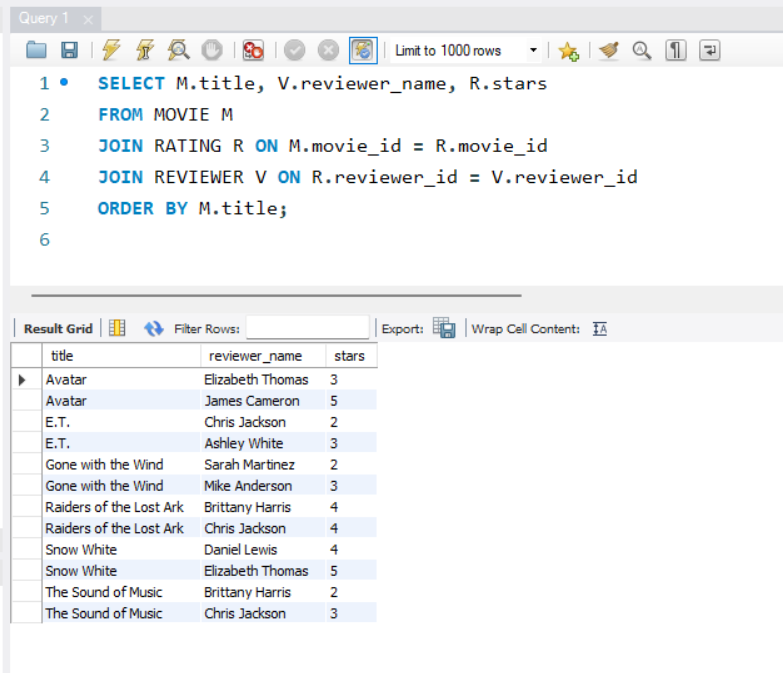 Query 1
Limit to 1000 rows
1 SELECT M.title, V.reviewer_name, R.stars
2 FROM MOVIE M
3 JOIN RATING R ON M.movie_id = R.movie_id
4 JOIN REVIEWER V ON R.reviewer_id = V.reviewer_id
5 ORDER BY M.title;
6
Result Grid Filter Rows: Export: Wrap Cell Content: IA
title reviewer_name stars
Avatar Elizabeth Thomas 3
Avatar James Cameron 5
E.T. Chris Jackson 2
E.T. Ashley White 3
Gone with the Wind Sarah Martinez 2
Gone with the Wind Mike Anderson 3
Raiders of the Lost Ark Brittany Harris 4
Raiders of the Lost Ark Chris Jackson 4
Snow White Daniel Lewis 4
Snow White Elizabeth Thomas 5
The Sound of Music Brittany Harris 2
The Sound of Music Chris Jackson 3